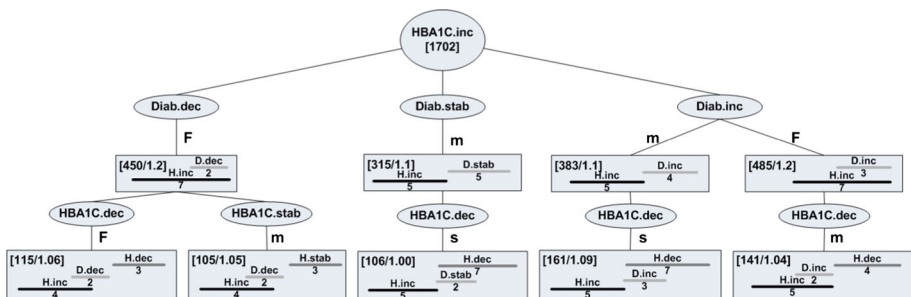 HBA1C.inc
[1702]
Diab.dec
Diab.stab
Diab.inc
F
m
m
F
[450/1.2] D.dec
H.inc 2
7
[315/1.1] D.stab
H.inc
5 5
[383/1.1] D.inc
H.inc 4
5
[485/1.2] D.inc
H.inc 3
7
HBA1C.dec
HBA1C.stab
HBA1C.dec
HBA1C.dec
HBA1C.dec
F
m
s
s
m
[115/1.06] H.dec
D.dec 3
H.inc 2
4
[105/1.05] H.stab
D.dec 3
H.inc 2
4
[106/1.00] H.dec
D.stab 7
H.inc 2
5
[161/1.09] H.dec
D.inc 7
H.inc 3
5
[141/1.04] H.dec
D.inc 4
H.inc 2
5